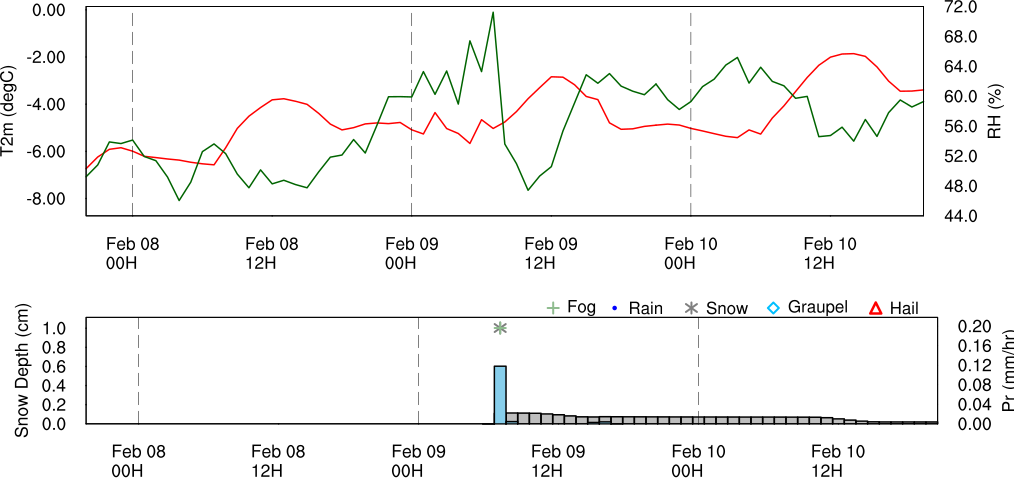 0.00
-2.00
-4.00
-6.00
-8.00
T2m (degC)
72.0
68.0
64.0
60.0
56.0
52.0
48.0
44.0
RH (%)
Feb 08 Feb 08 Feb 09 Feb 09 Feb 10 Feb 10
00H 12H 00H 12H 00H 12H
Fog Rain Snow Graupel Hail
1.0
0.8
0.6
0.4
0.2
0.0
Snow Depth (cm)
0.20
0.16
0.12
0.08
0.04
0.00
Pr (mm/hr)
Feb 08 Feb 08 Feb 09 Feb 09 Feb 10 Feb 10
00H 12H 00H 12H 00H 12H